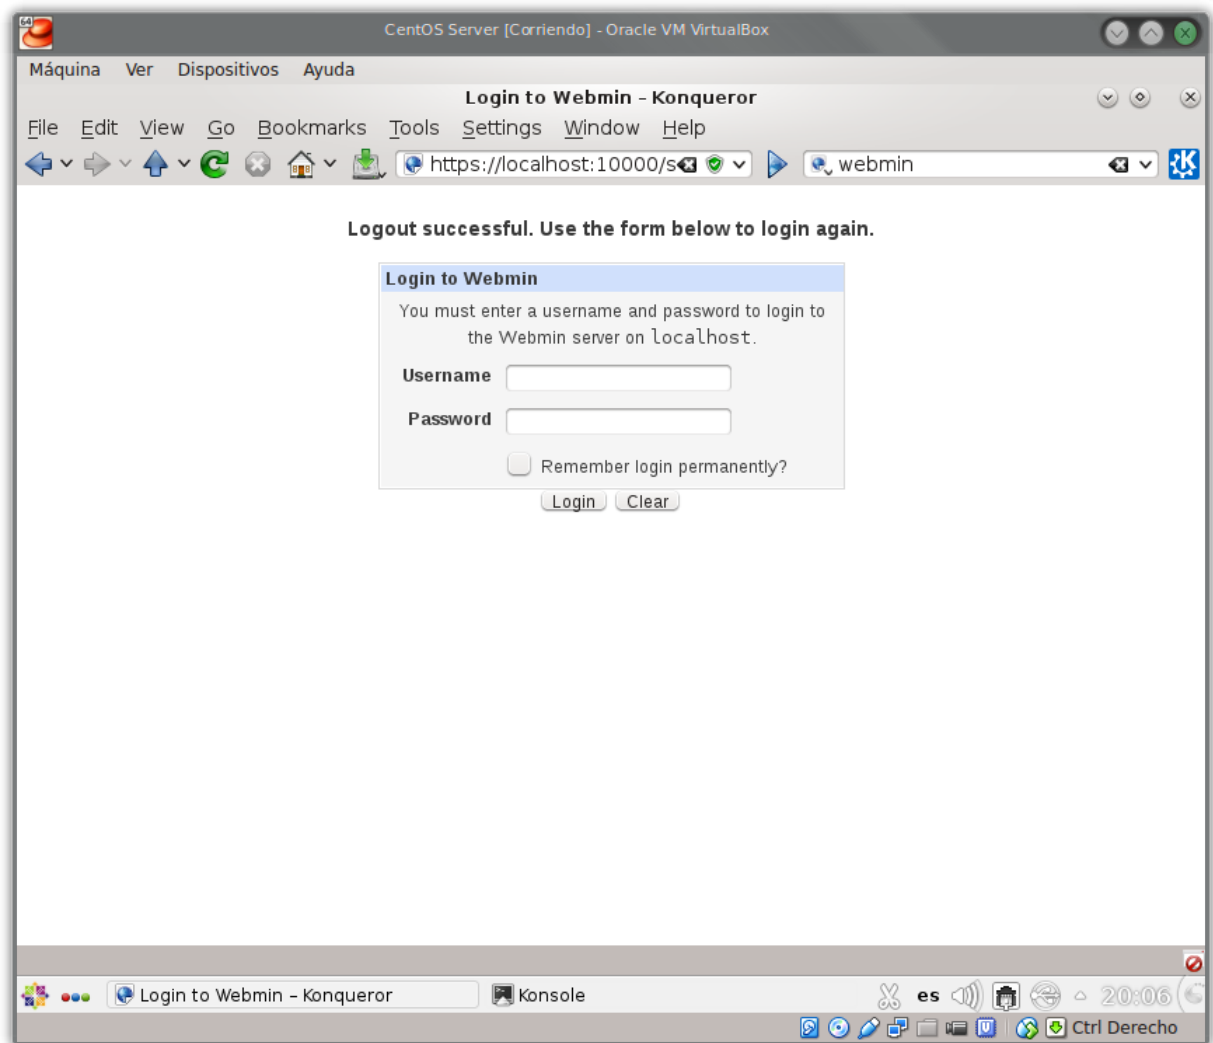 64
CentOS Server [Corriendo] - Oracle VM VirtualBox
Máquina Ver Dispositivos Ayuda
Login to Webmin – Konqueror
File Edit View Go Bookmarks Tools Settings Window Help
https://localhost:10000/s webmin
Logout successful. Use the form below to login again.
Login to Webmin
You must enter a username and password to login to
the Webmin server on localhost.
Username
Password
Remember login permanently?
Login Clear
Login to Webmin – Konqueror Konsole es 20:06
Ctrl Derecho